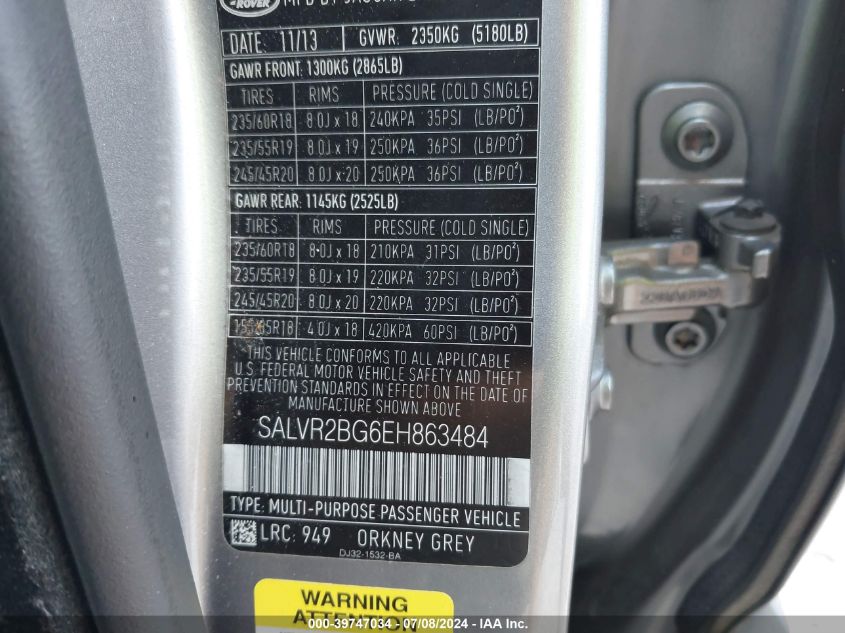 ROVER
DATE: 11/13 GVWR: 2350KG (5180LB)
GAWR FRONT: 1300KG (2865LB)
TIRES RIMS PRESSURE (COLD SINGLE)
235/60R18 8.0J x 18 240KPA 35PSI (LB/PO²)
235/55R19 8.0J x 19 250KPA 36PSI (LB/PO²)
245/45R20 8.0J x 20 250KPA 36PSI (LB/PO²)
GAWR REAR: 1145KG (2525LB)
TIRES RIMS PRESSURE (COLD SINGLE)
235/60R18 8.0J x 18 210KPA 31PSI (LB/PO²)
235/55R19 8.0J x 19 220KPA 32PSI (LB/PO²)
245/45R20 8.0J x 20 220KPA 32PSI (LB/PO²)
4.0J x 18 420KPA 60PSI (LB/PO²)
THIS VEHICLE CONFORMS TO ALL APPLICABLE
U.S. FEDERAL MOTOR VEHICLE SAFETY AND THEFT
PREVENTION STANDARDS IN EFFECT ON THE DATE OF
MANUFACTURE SHOWN ABOVE
SALVR2BG6EH863484
TYPE: MULTI-PURPOSE PASSENGER VEHICLE
LRC: 949 ORKNEY GREY
DJ32-1532-BA
WARNING
ATTENTION
000-39747034 - 07/08/2024 - IAA Inc.